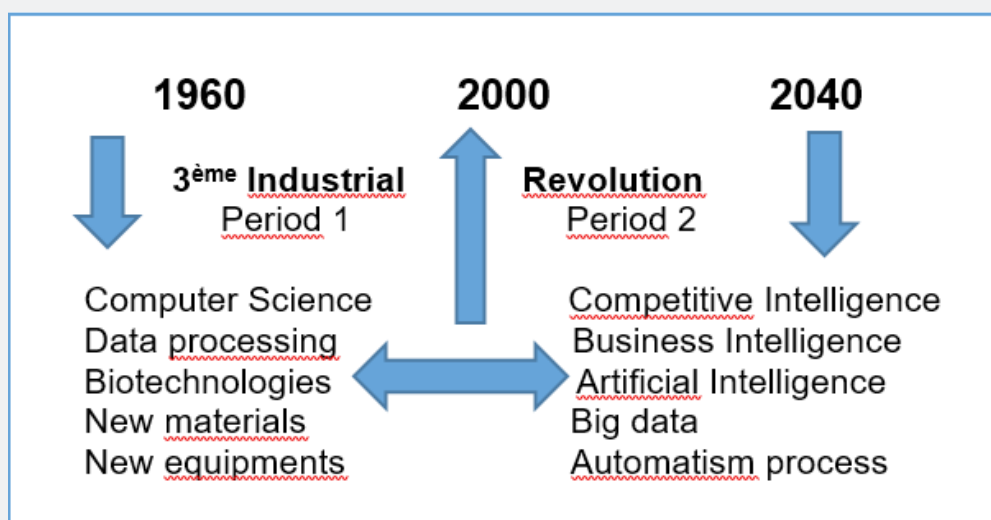 1960 2000 2040
3ème Industrial Revolution
Period 1 Period 2
Computer Science Competitive Intelligence
Data processing Business Intelligence
Biotechnologies Artificial Intelligence
New materials Big data
New equipments Automatism process